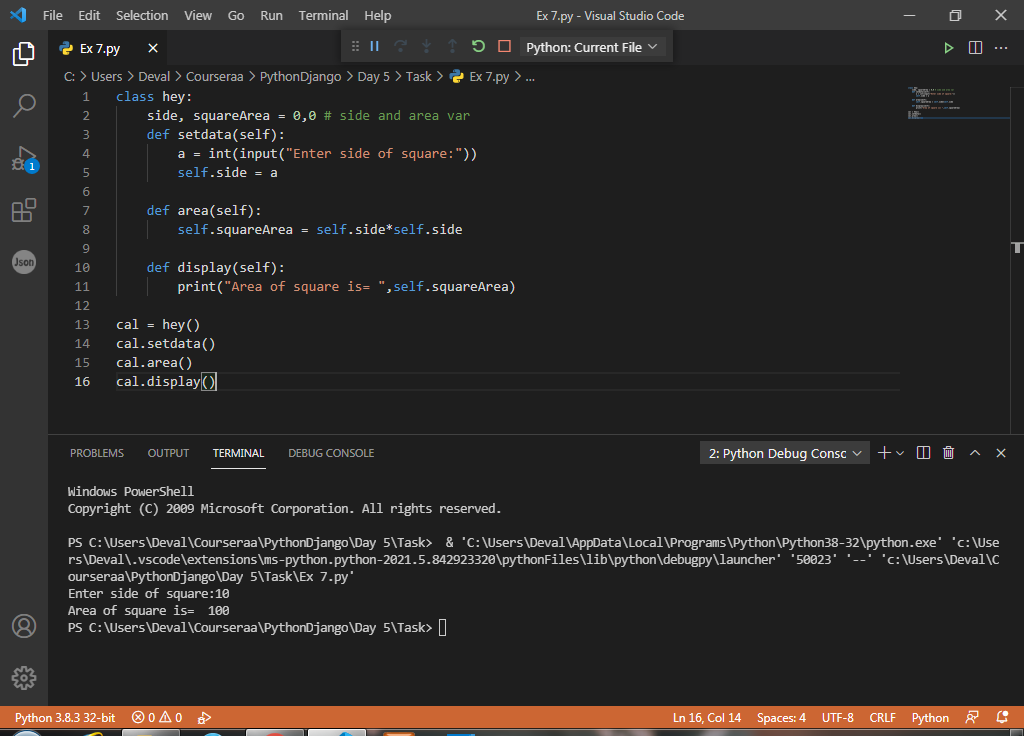 File Edit Selection View Go Run Terminal Help Ex 7.py - Visual Studio Code
Ex 7.py Python: Current File
C: > Users > Deval > Courseraa > PythonDjango > Day 5 > Task > Ex 7.py > ...
1 class hey:
2 side, squareArea = 0,0 # side and area var
3 def setdata(self):
4 a = int(input("Enter side of square:"))
5 self.side = a
6
7 def area(self):
8 self.squareArea = self.side*self.side
9
10 def display(self):
11 print("Area of square is= ",self.squareArea)
12
13 cal = hey()
14 cal.setdata()
15 cal.area()
16 cal.display()
1
Json
PROBLEMS OUTPUT TERMINAL DEBUG CONSOLE 2: Python Debug Consc
Windows PowerShell
Copyright (C) 2009 Microsoft Corporation. All rights reserved.
PS C:\Users\Deval\Courseraa\PythonDjango\Day 5\Task>  & 'C:\Users\Deval\AppData\Local\Programs\Python\Python38-32\python.exe' 'c:\Use
rs\Deval\.vscode\extensions\ms-python.python-2021.5.842923320\pythonFiles\lib\python\debugpy\launcher' '50023' '--' 'c:\Users\Deval\C
ourseraa\PythonDjango\Day 5\Task\Ex 7.py'
Enter side of square:10
Area of square is=  100
PS C:\Users\Deval\Courseraa\PythonDjango\Day 5\Task>
Python 3.8.3 32-bit 0 0 Ln 16, Col 14 Spaces: 4 UTF-8 CRLF Python